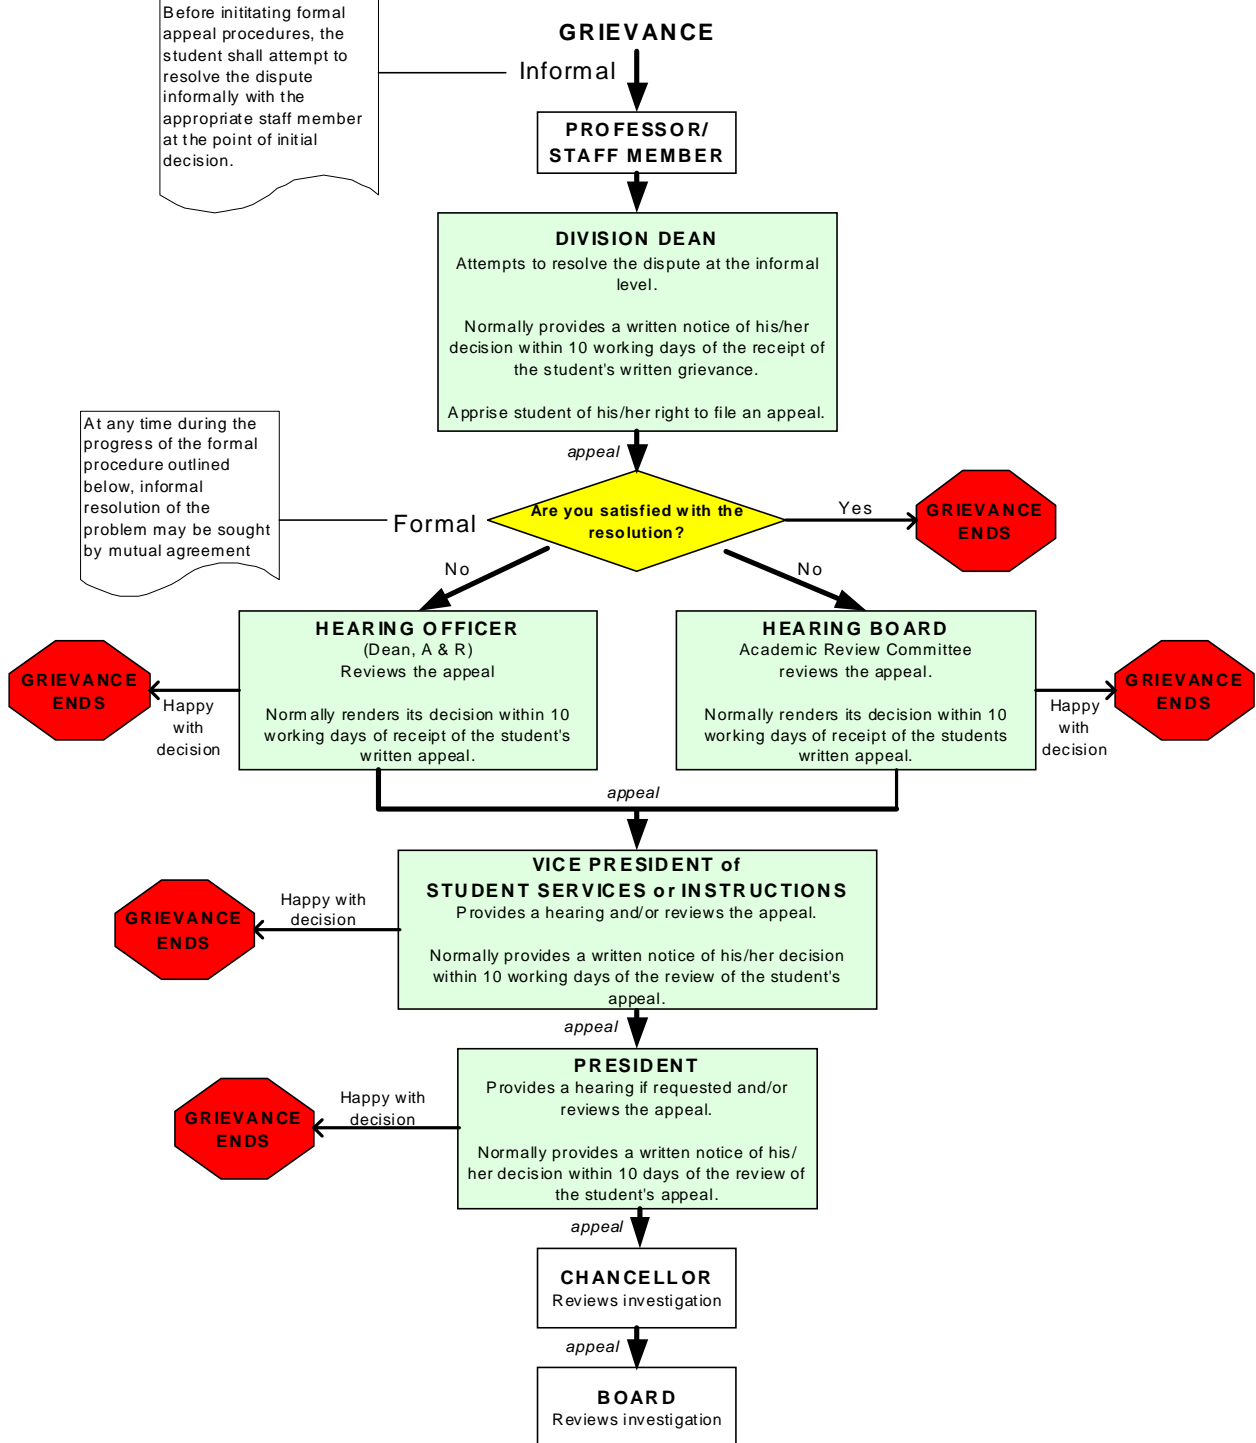 Before inititating formal
appeal procedures, the
student shall attempt to
resolve the dispute
informally with the
appropriate staff member
at the point of initial
decision.
GRIEVANCE
Informal
PROFESSOR/
STAFF MEMBER
DIVISION DEAN
Attempts to resolve the dispute at the informal
level.
Normally provides a written notice of his/her
decision within 10 working days of the receipt of
the student's written grievance.
Apprise student of his/her right to file an appeal.
appeal
At any time during the
progress of the formal
procedure outlined
below, informal
resolution of the
problem may be sought
by mutual agreement
Formal
Are you satisfied with the
resolution?
Yes
GRIEVANCE
ENDS
No
No
HEARING OFFICER
(Dean, A & R)
Reviews the appeal
Normally renders its decision within 10
working days of receipt of the student's
written appeal.
Happy
with
decision
GRIEVANCE
ENDS
HEARING BOARD
Academic Review Committee
reviews the appeal.
Normally renders its decision within 10
working days of receipt of the students
written appeal.
Happy
with
decision
GRIEVANCE
ENDS
appeal
VICE PRESIDENT of
STUDENT SERVICES or INSTRUCTIONS
Provides a hearing and/or reviews the appeal.
Normally provides a written notice of his/her decision
within 10 working days of the review of the student's
appeal.
Happy with
decision
GRIEVANCE
ENDS
appeal
PRESIDENT
Provides a hearing if requested and/or
reviews the appeal.
Normally provides a written notice of his/
her decision within 10 days of the review of
the student's appeal.
Happy with
decision
GRIEVANCE
ENDS
appeal
CHANCELLOR
Reviews investigation
appeal
BOARD
Reviews investigation